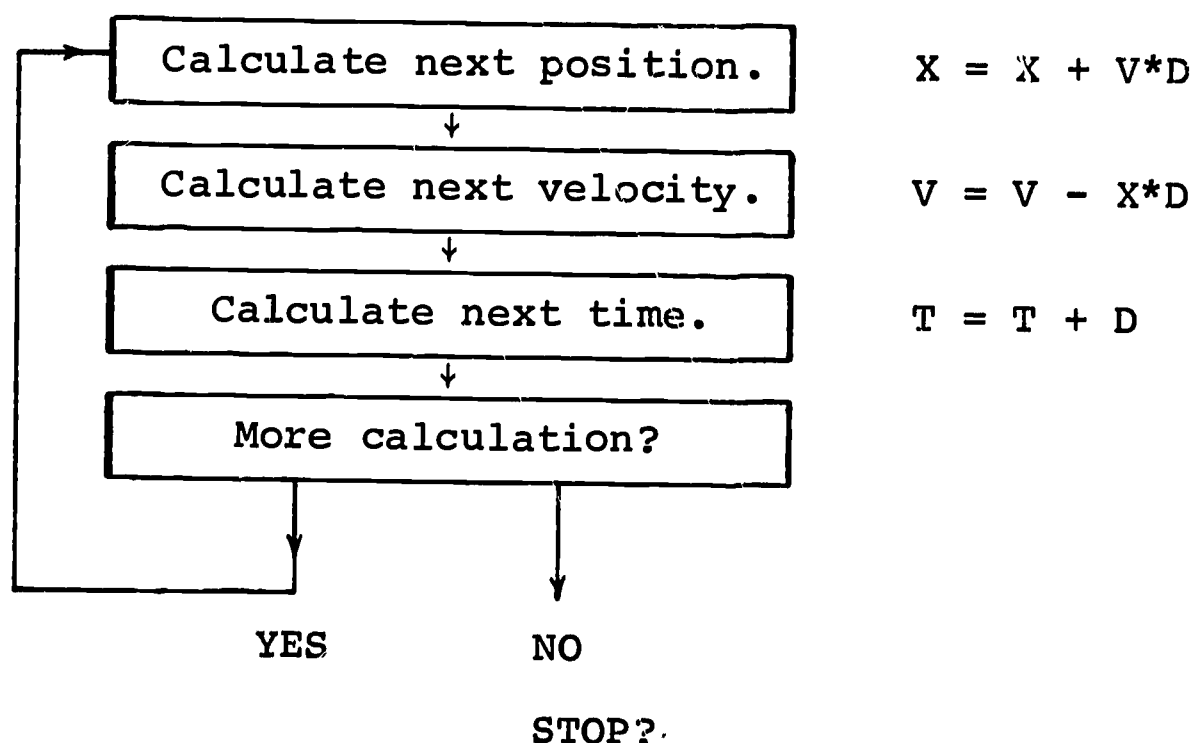 Calculate next position. X = X + V*D
Calculate next velocity. V = V - X*D
Calculate next time. T = T + D
More calculation?
YES NO
STOP?